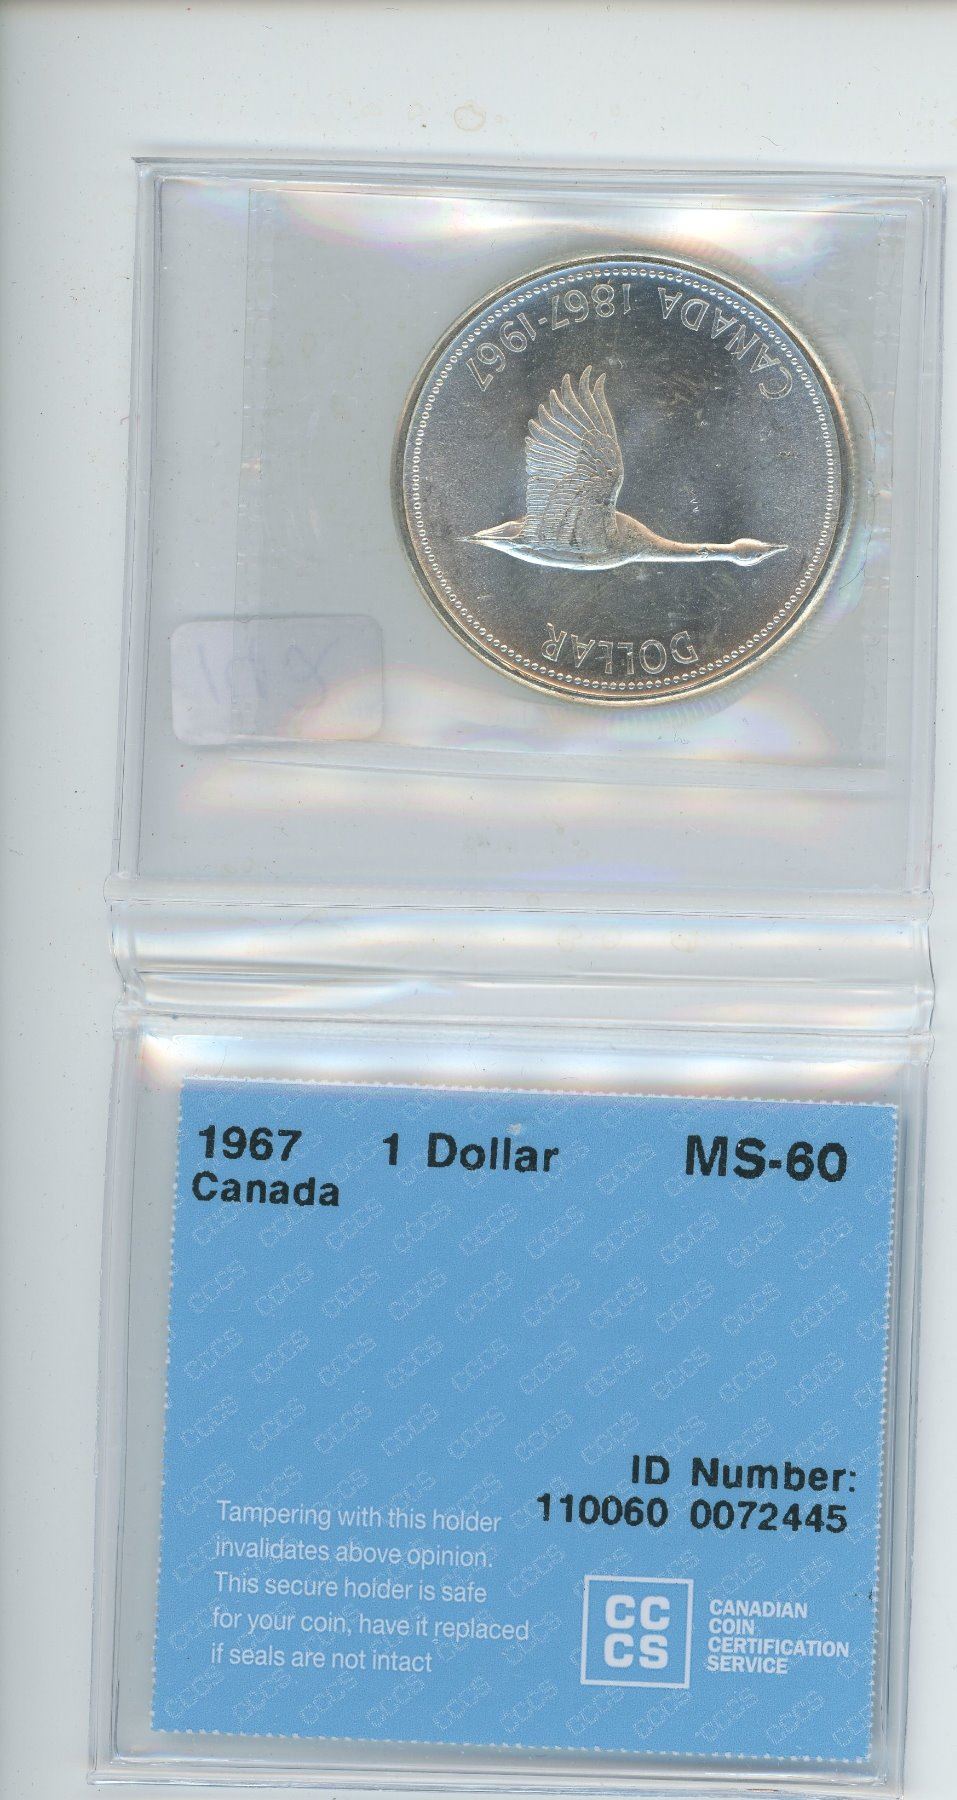 CANADA 1867-1967
DOLLAR
1967 1 Dollar MS-60
Canada
ID Number:
110060 0072445
Tampering with this holder
invalidates above opinion.
This secure holder is safe
for your coin, have it replaced
if seals are not intact
CC
CS
CANADIAN
COIN
CERTIFICATION
SERVICE